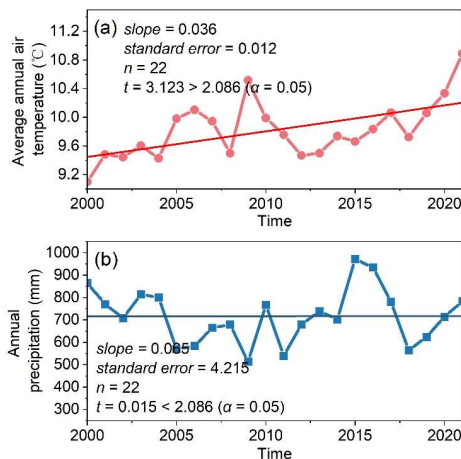 (a)
slope = 0.036
standard error = 0.012
n = 22
t = 3.123 > 2.086 (α = 0.05)
Average annual air
temperature (℃)
11.2
10.8
10.4
10.0
9.6
9.2
2000
2005
2010
2015
2020
Time
(b)
Annual
precipitation (mm)
1000
900
800
700
600
500
400
300
slope = 0.065
standard error = 4.215
n = 22
t = 0.015 < 2.086 (α = 0.05)
2000
2005
2010
2015
2020
Time